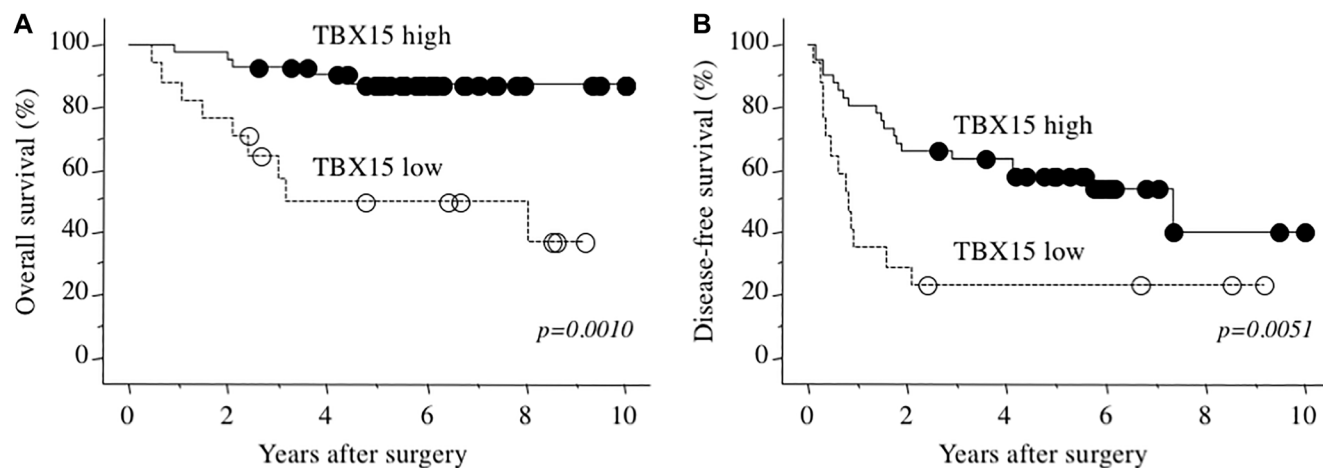 A
Overall survival (%)
100
80
60
40
20
0
TBX15 high
TBX15 low
p=0.0010
0 2 4 6 8 10
Years after surgery
B
Disease-free survival (%)
100
80
60
40
20
0
TBX15 high
TBX15 low
p=0.0051
0 2 4 6 8 10
Years after surgery